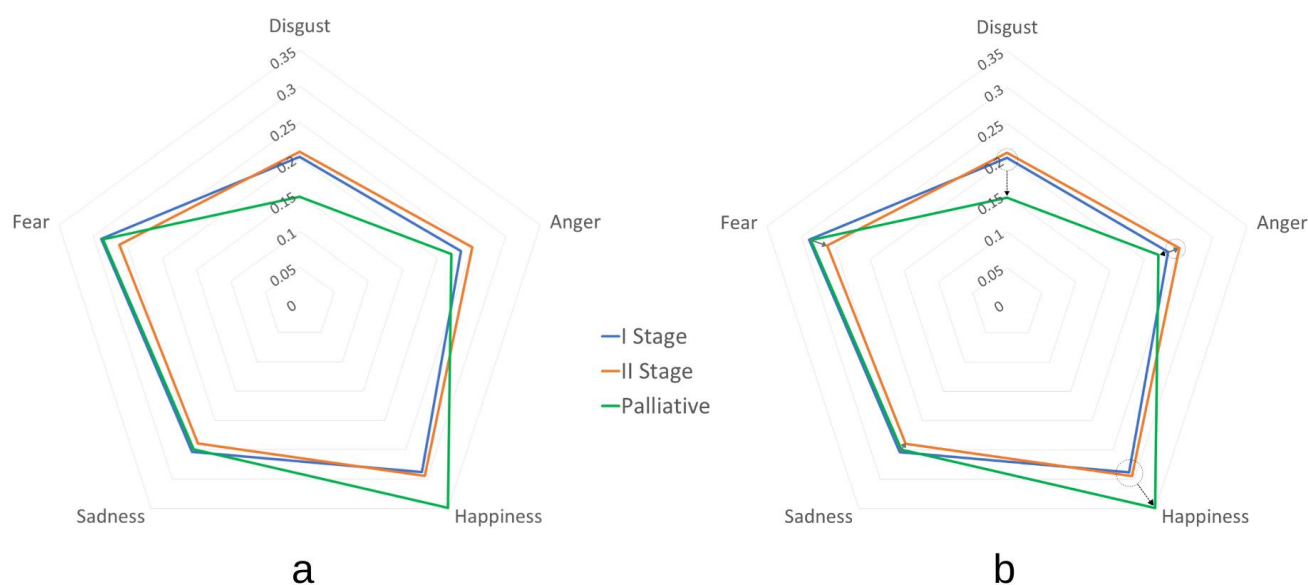 Disgust
0.35
0.3
0.25
0.2
0.15
0.1
0.05
0
Fear
Anger
Sadness
Happiness
a
I Stage
II Stage
Palliative
Disgust
0.35
0.3
0.25
0.2
0.15
0.1
0.05
0
Fear
Anger
Sadness
Happiness
b